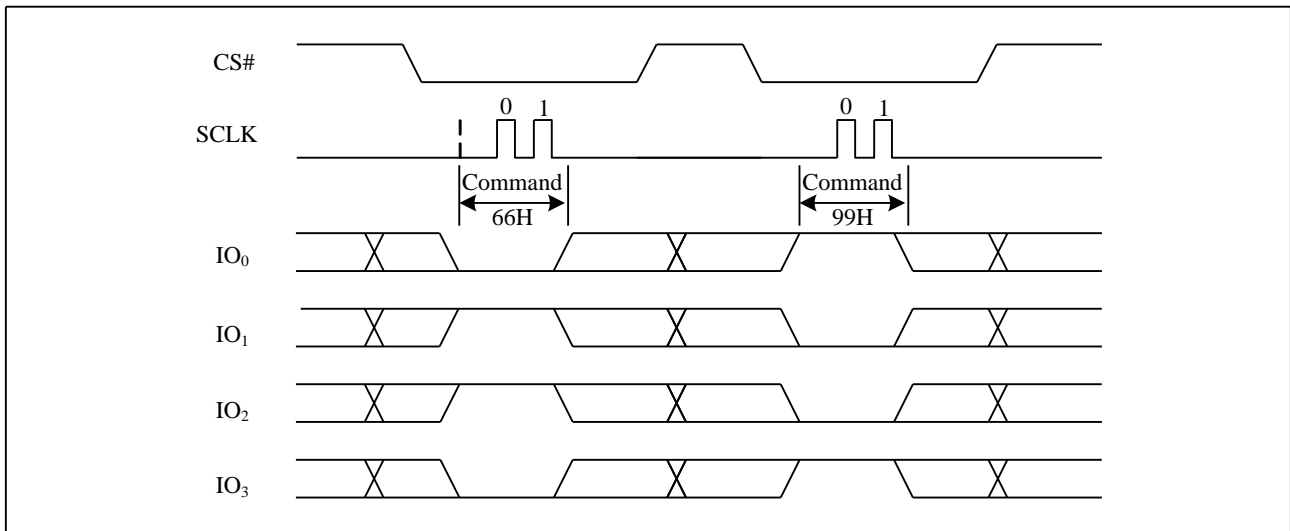 CS#
0 1 0 1
SCLK
Command Command
66H 99H
IO₀
IO₁
IO₂
IO₃